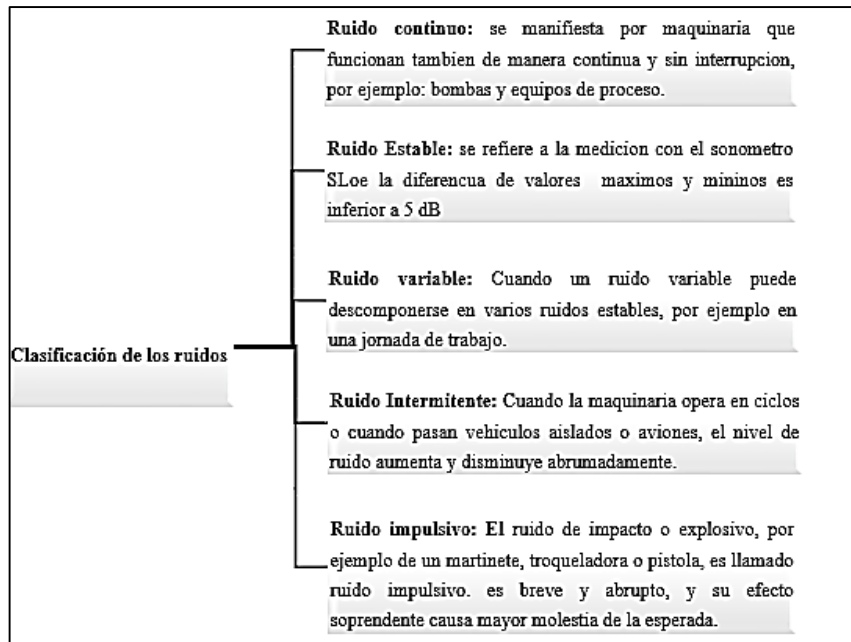 Ruido continuo: se manifiesta por maquinaria que
funcionan tambien de manera continua y sin interrupcion,
por ejemplo: bombas y equipos de proceso.
Ruido Estable: se refiere a la medicion con el sonometro
SLoe la diferencua de valores maximos y mininos es
inferior a 5 dB
Ruido variable: Cuando un ruido variable puede
descomponerse en varios ruidos estables, por ejemplo en
una jornada de trabajo.
Clasificación de los ruidos
Ruido Intermitente: Cuando la maquinaria opera en ciclos
o cuando pasan vehiculos aislados o aviones, el nivel de
ruido aumenta y disminuye abrumadamente.
Ruido impulsivo: El ruido de impacto o explosivo, por
ejemplo de un martinete, troqueladora o pistola, es llamado
ruido impulsivo. es breve y abrupto, y su efecto
soprendente causa mayor molestia de la esperada.